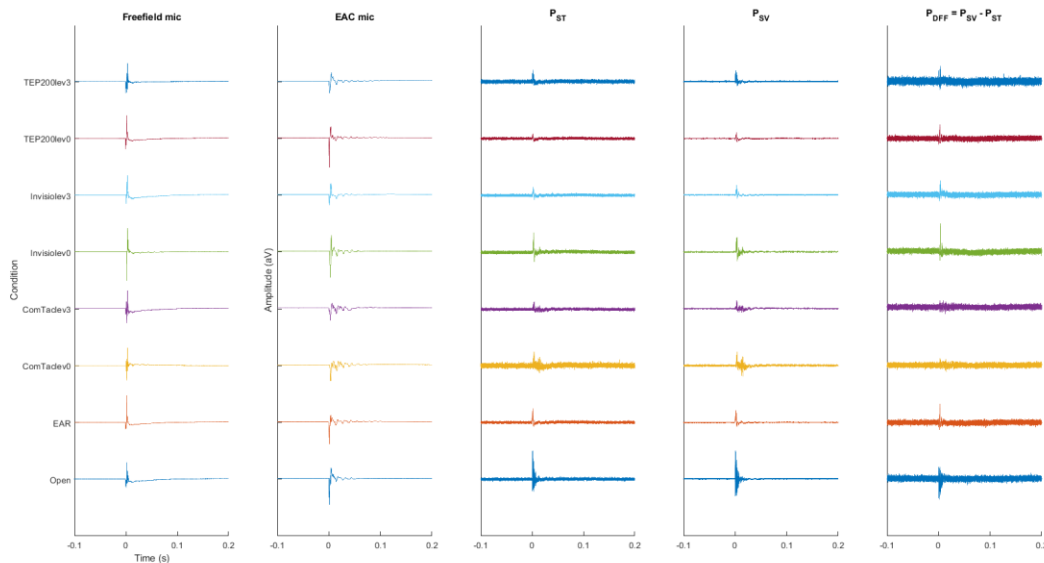 Freefield mic
EAC mic
P_ST
P_SV
P_DFF = P_SV - P_ST
Condition
TEP200lev3
TEP200lev0
Invisiolev3
Invisiolev0
ComTaclev3
ComTaclev0
EAR
Open
Amplitude (aV)
-0.1 0 0.1 0.2
-0.1 0 0.1 0.2
-0.1 0 0.1 0.2
-0.1 0 0.1 0.2
-0.1 0 0.1 0.2
Time (s)